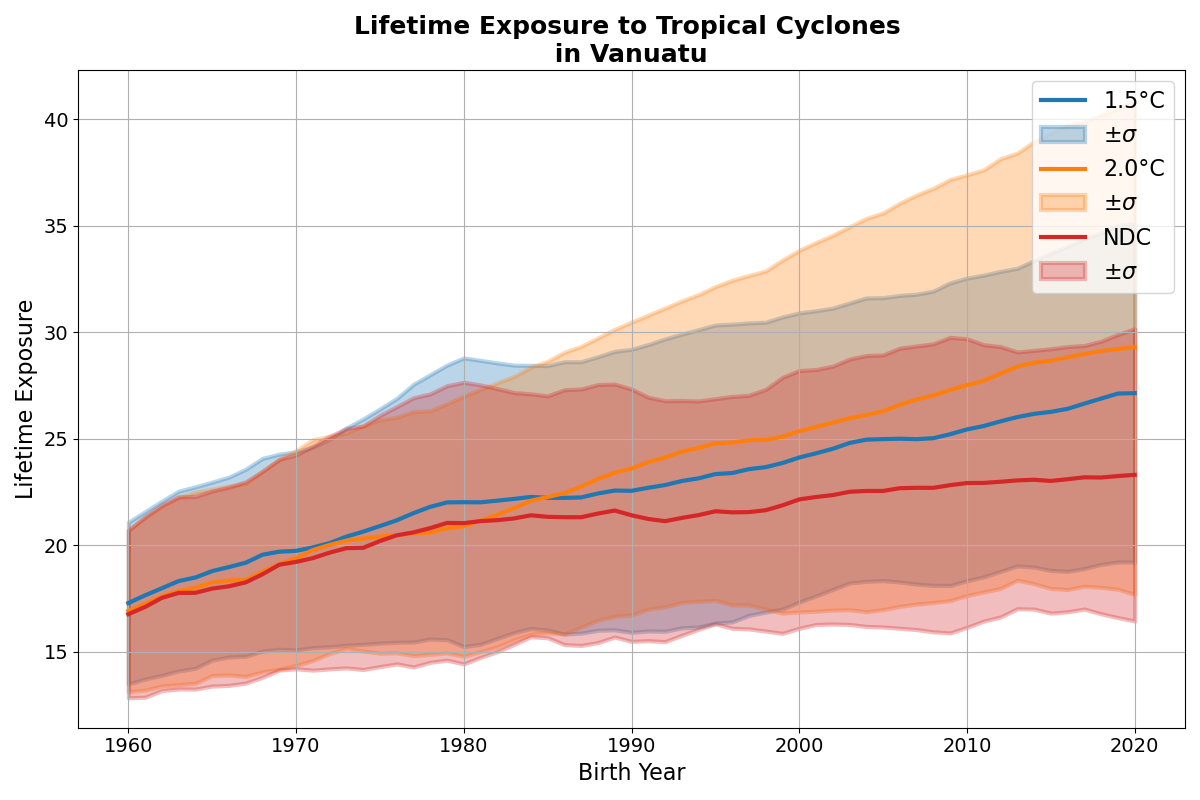 Lifetime Exposure to Tropical Cyclones
in Vanuatu
Lifetime Exposure
40
35
30
25
20
15
1960
1970
1980
1990
2000
2010
2020
Birth Year
1.5°C
±σ
2.0°C
±σ
NDC
±σ